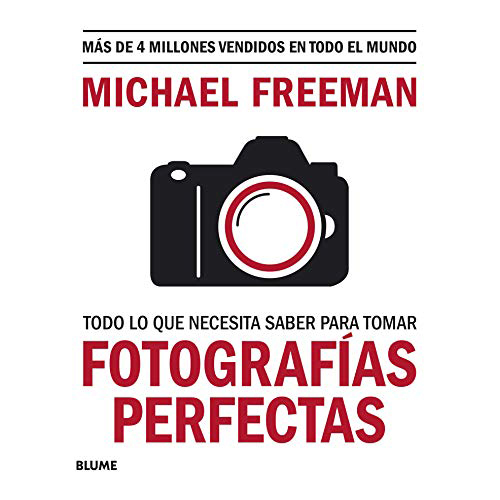 MÁS DE 4 MILLONES VENDIDOS EN TODO EL MUNDO
MICHAEL FREEMAN
TODO LO QUE NECESITA SABER PARA TOMAR
FOTOGRAFÍAS
PERFECTAS
BLUME